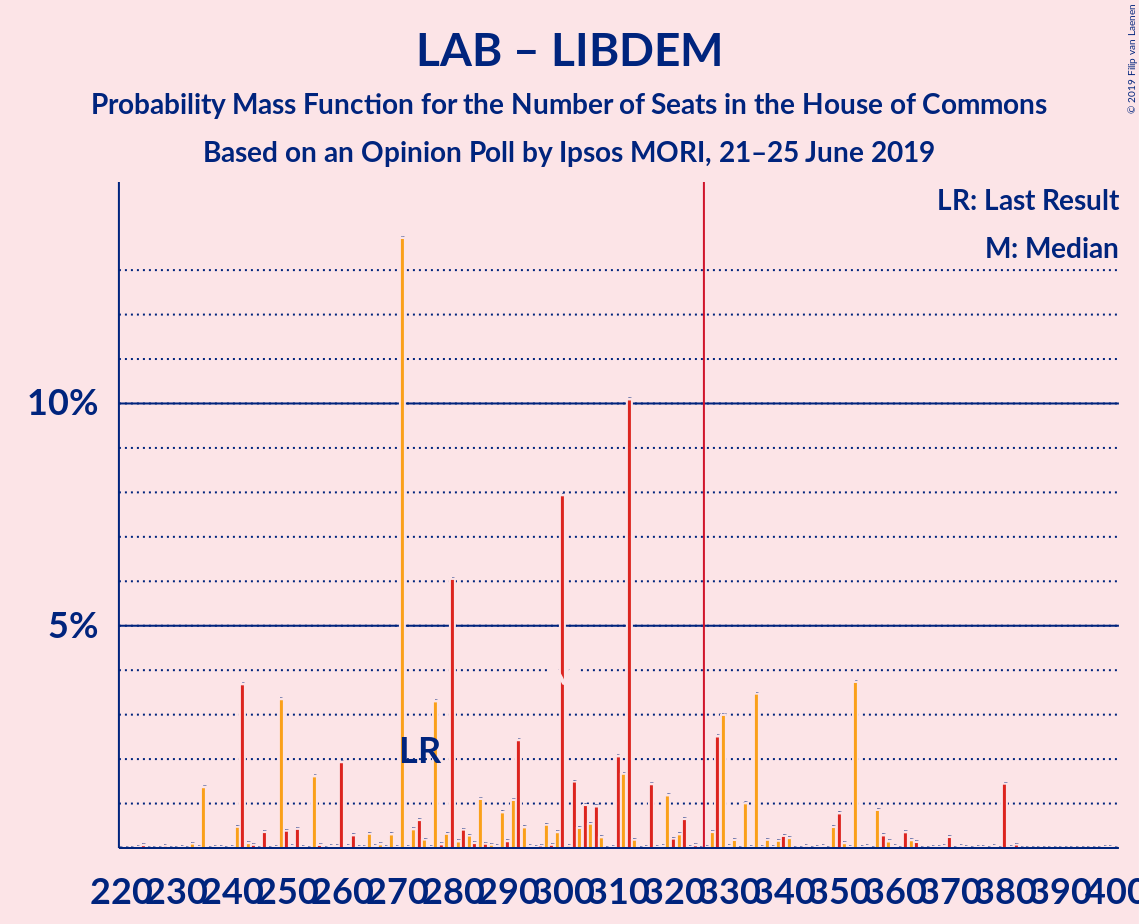 LAB – LIBDEM
Probability Mass Function for the Number of Seats in the House of Commons
Based on an Opinion Poll by Ipsos MORI, 21–25 June 2019
© 2019 Filip van Laenen
LR: Last Result
M: Median
10%
5%
LR
220 230 240 250 260 270 280 290 300 310 320 330 340 350 360 370 380 390 400